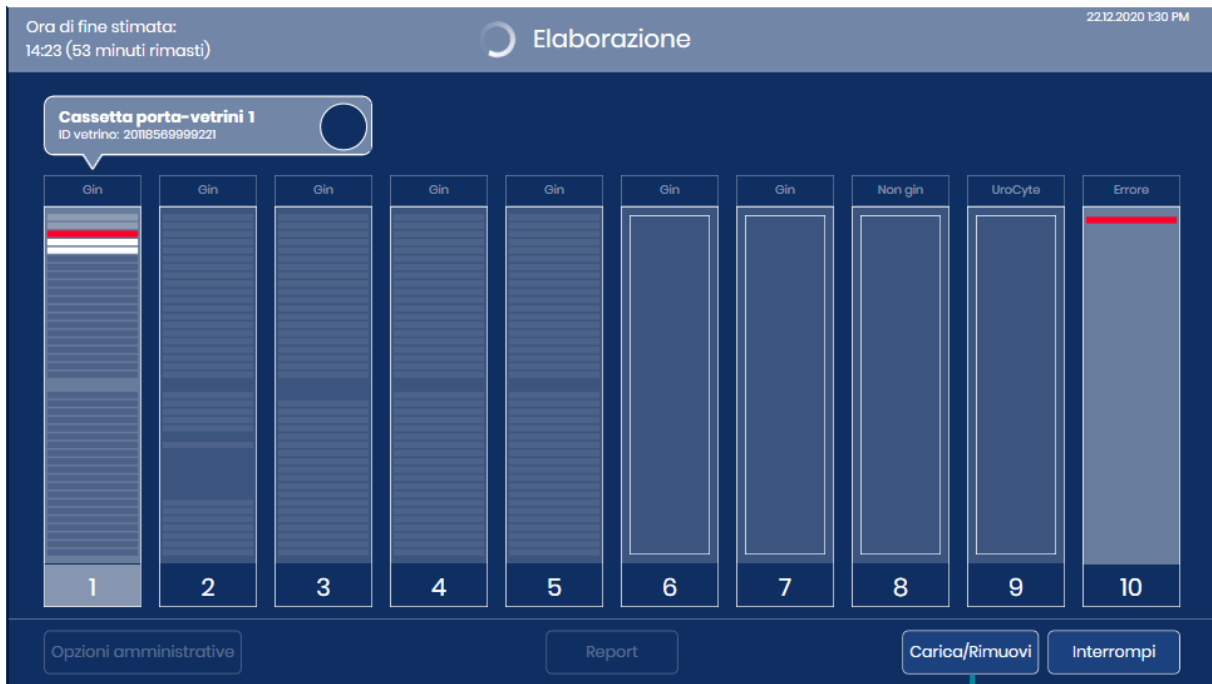 Ora di fine stimata:
14:23 (53 minuti rimasti)
Elaborazione
22.12.2020 1:30 PM
Cassetta porta-vetrini 1
ID vetrino: 20118569999221
Gin Gin Gin Gin Gin Gin Gin Non gin UroCyte Errore
1 2 3 4 5 6 7 8 9 10
Opzioni amministrative Report Carica/Rimuovi Interrompi